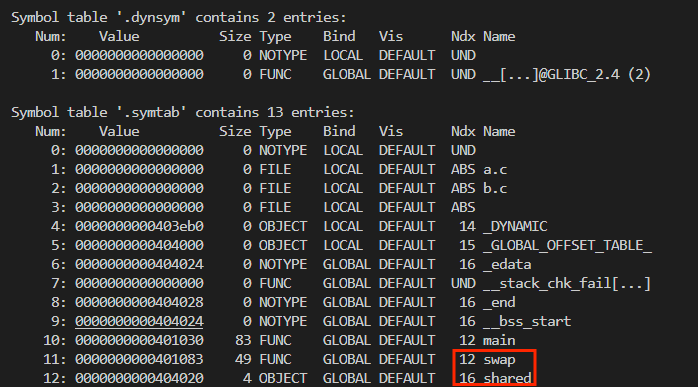 Symbol table '.dynsym' contains 2 entries:
Num: Value Size Type Bind Vis Ndx Name
0: 0000000000000000 0 NOTYPE LOCAL DEFAULT UND
1: 0000000000000000 0 FUNC GLOBAL DEFAULT UND __[...]@GLIBC_2.4 (2)
Symbol table '.symtab' contains 13 entries:
Num: Value Size Type Bind Vis Ndx Name
0: 0000000000000000 0 NOTYPE LOCAL DEFAULT UND
1: 0000000000000000 0 FILE LOCAL DEFAULT ABS a.c
2: 0000000000000000 0 FILE LOCAL DEFAULT ABS b.c
3: 0000000000000000 0 FILE LOCAL DEFAULT ABS
4: 0000000000403eb0 0 OBJECT LOCAL DEFAULT 14 _DYNAMIC
5: 0000000000404000 0 OBJECT LOCAL DEFAULT 15 _GLOBAL_OFFSET_TABLE_
6: 0000000000404024 0 NOTYPE GLOBAL DEFAULT 16 _edata
7: 0000000000000000 0 FUNC GLOBAL DEFAULT UND __stack_chk_fail[...]
8: 0000000000404028 0 NOTYPE GLOBAL DEFAULT 16 _end
9: 0000000000404024 0 NOTYPE GLOBAL DEFAULT 16 __bss_start
10: 0000000000401030 83 FUNC GLOBAL DEFAULT 12 main
11: 0000000000401083 49 FUNC GLOBAL DEFAULT 12 swap
12: 0000000000404020 4 OBJECT GLOBAL DEFAULT 16 shared